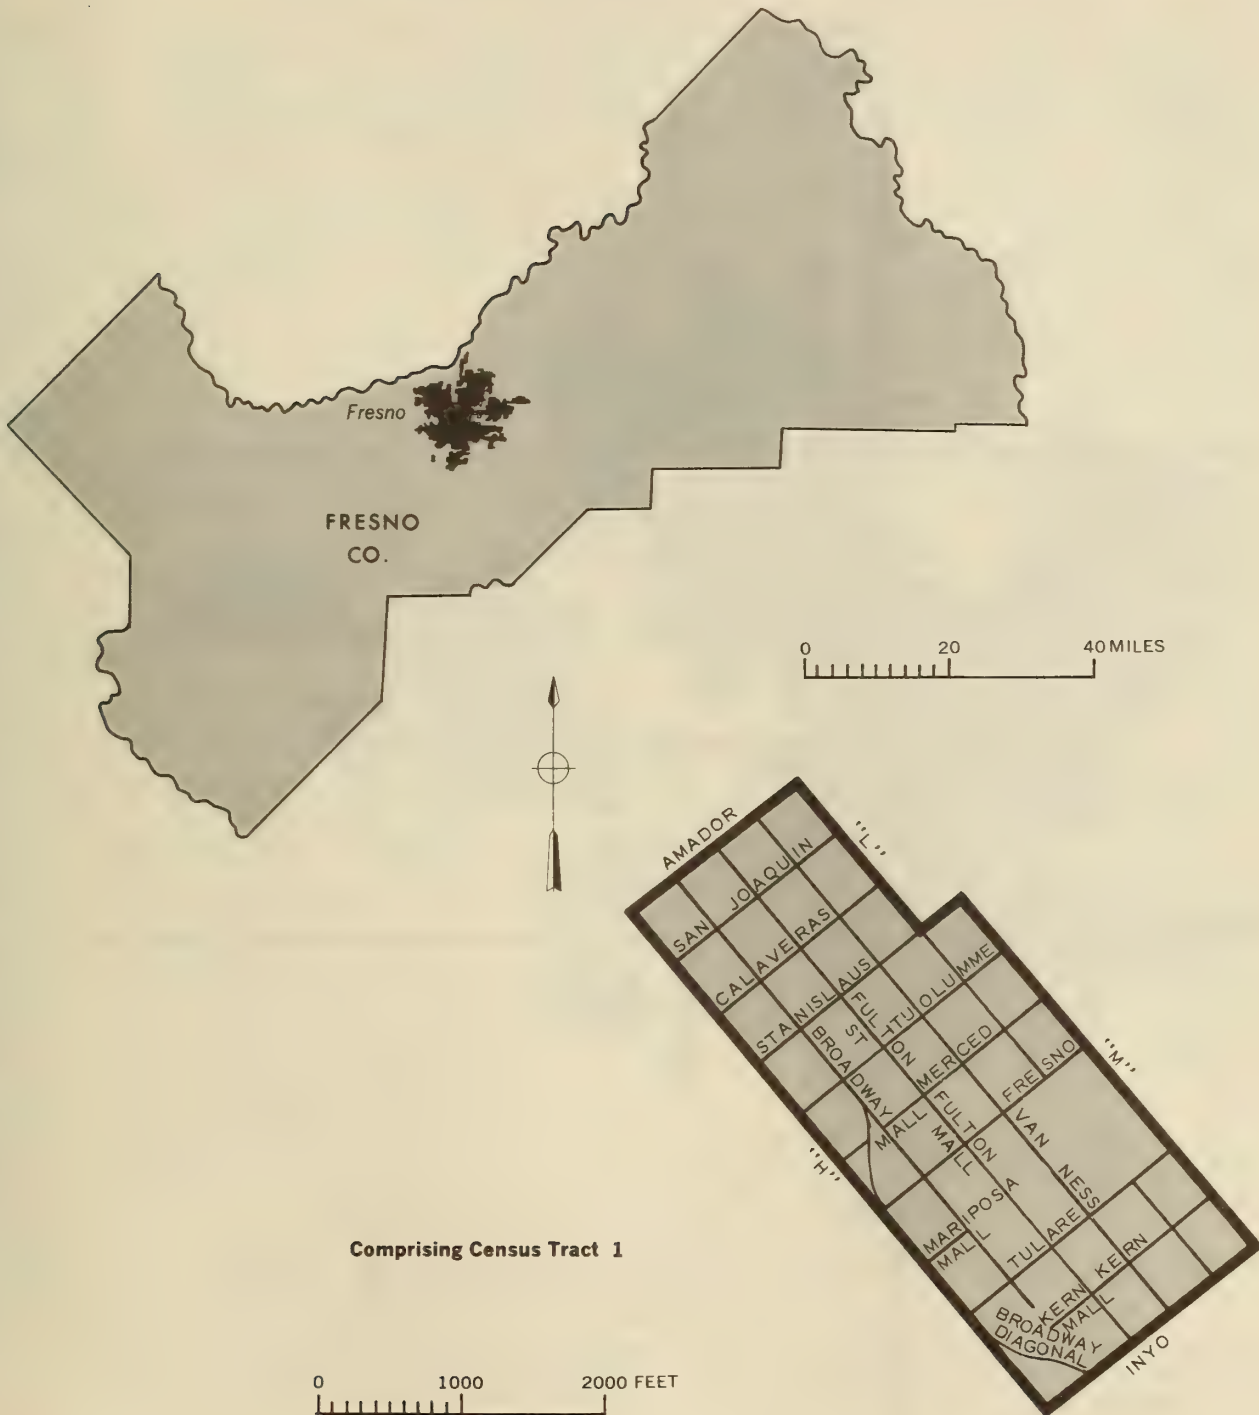 Fresno
FRESNO
CO.
0 20 40 MILES
AMADOR
"L"
SAN JOAQUIN
CALAVERAS
STANISLAUS
TUOLUMME
FULTON
ST
BROADWAY
MERCED
MALL
FRESNO
"M"
FULTON
MALL
VAN NESS
"H"
MARIPOSA
MALL
TULARE
KERN
KERN
MALL
BROADWAY
DIAGONAL
INYO
Comprising Census Tract 1
0 1000 2000 FEET